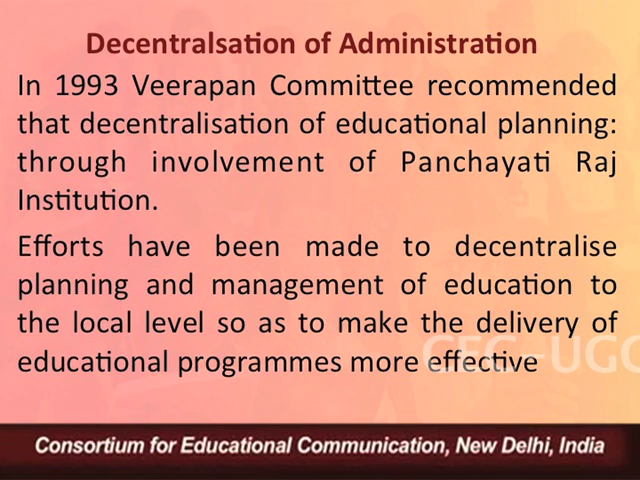 Decentralsation of Administration
In 1993 Veerapan Committee recommended
that decentralisation of educational planning:
through involvement of Panchayati Raj
Institution.
Efforts have been made to decentralise
planning and management of education to
the local level so as to make the delivery of
educational programmes more effective
CEC-UGC
Consortium for Educational Communication, New Delhi, India